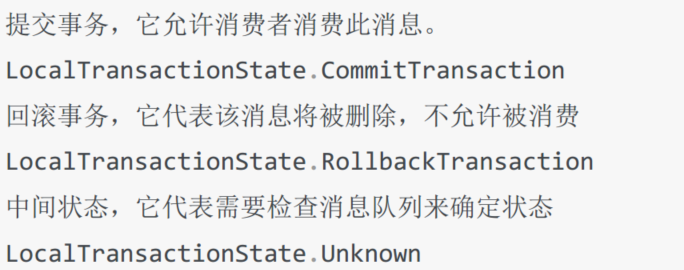 提交事务，它允许消费者消费此消息。
LocalTransactionState.CommitTransaction
回滚事务，它代表该消息将被删除，不允许被消费
LocalTransactionState.RollbackTransaction
中间状态，它代表需要检查消息队列来确定状态
LocalTransactionState.Unknown